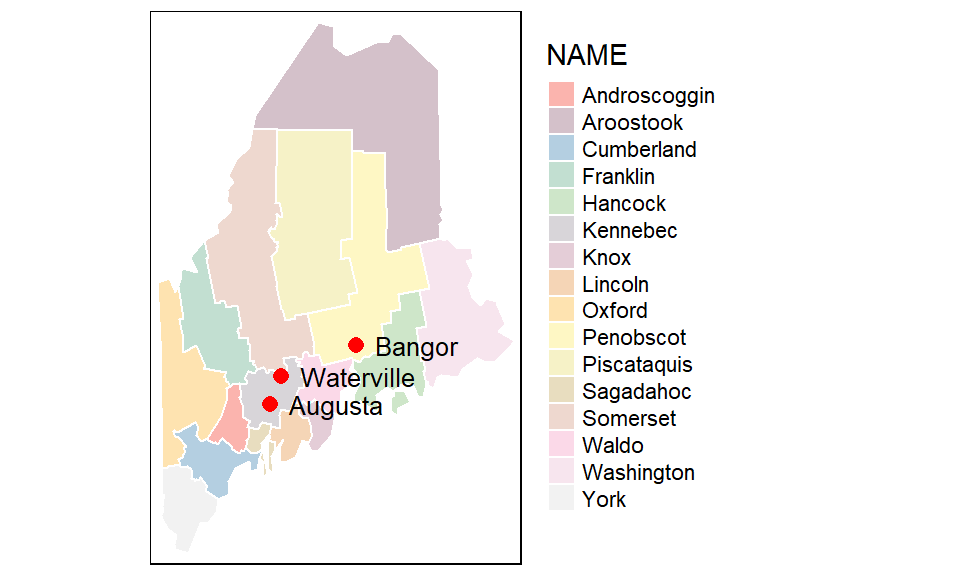 NAME
Androscoggin
Aroostook
Cumberland
Franklin
Hancock
Kennebec
Knox
Lincoln
Oxford
Penobscot
Piscataquis
Sagadahoc
Somerset
Waldo
Washington
York
Bangor
Waterville
Augusta